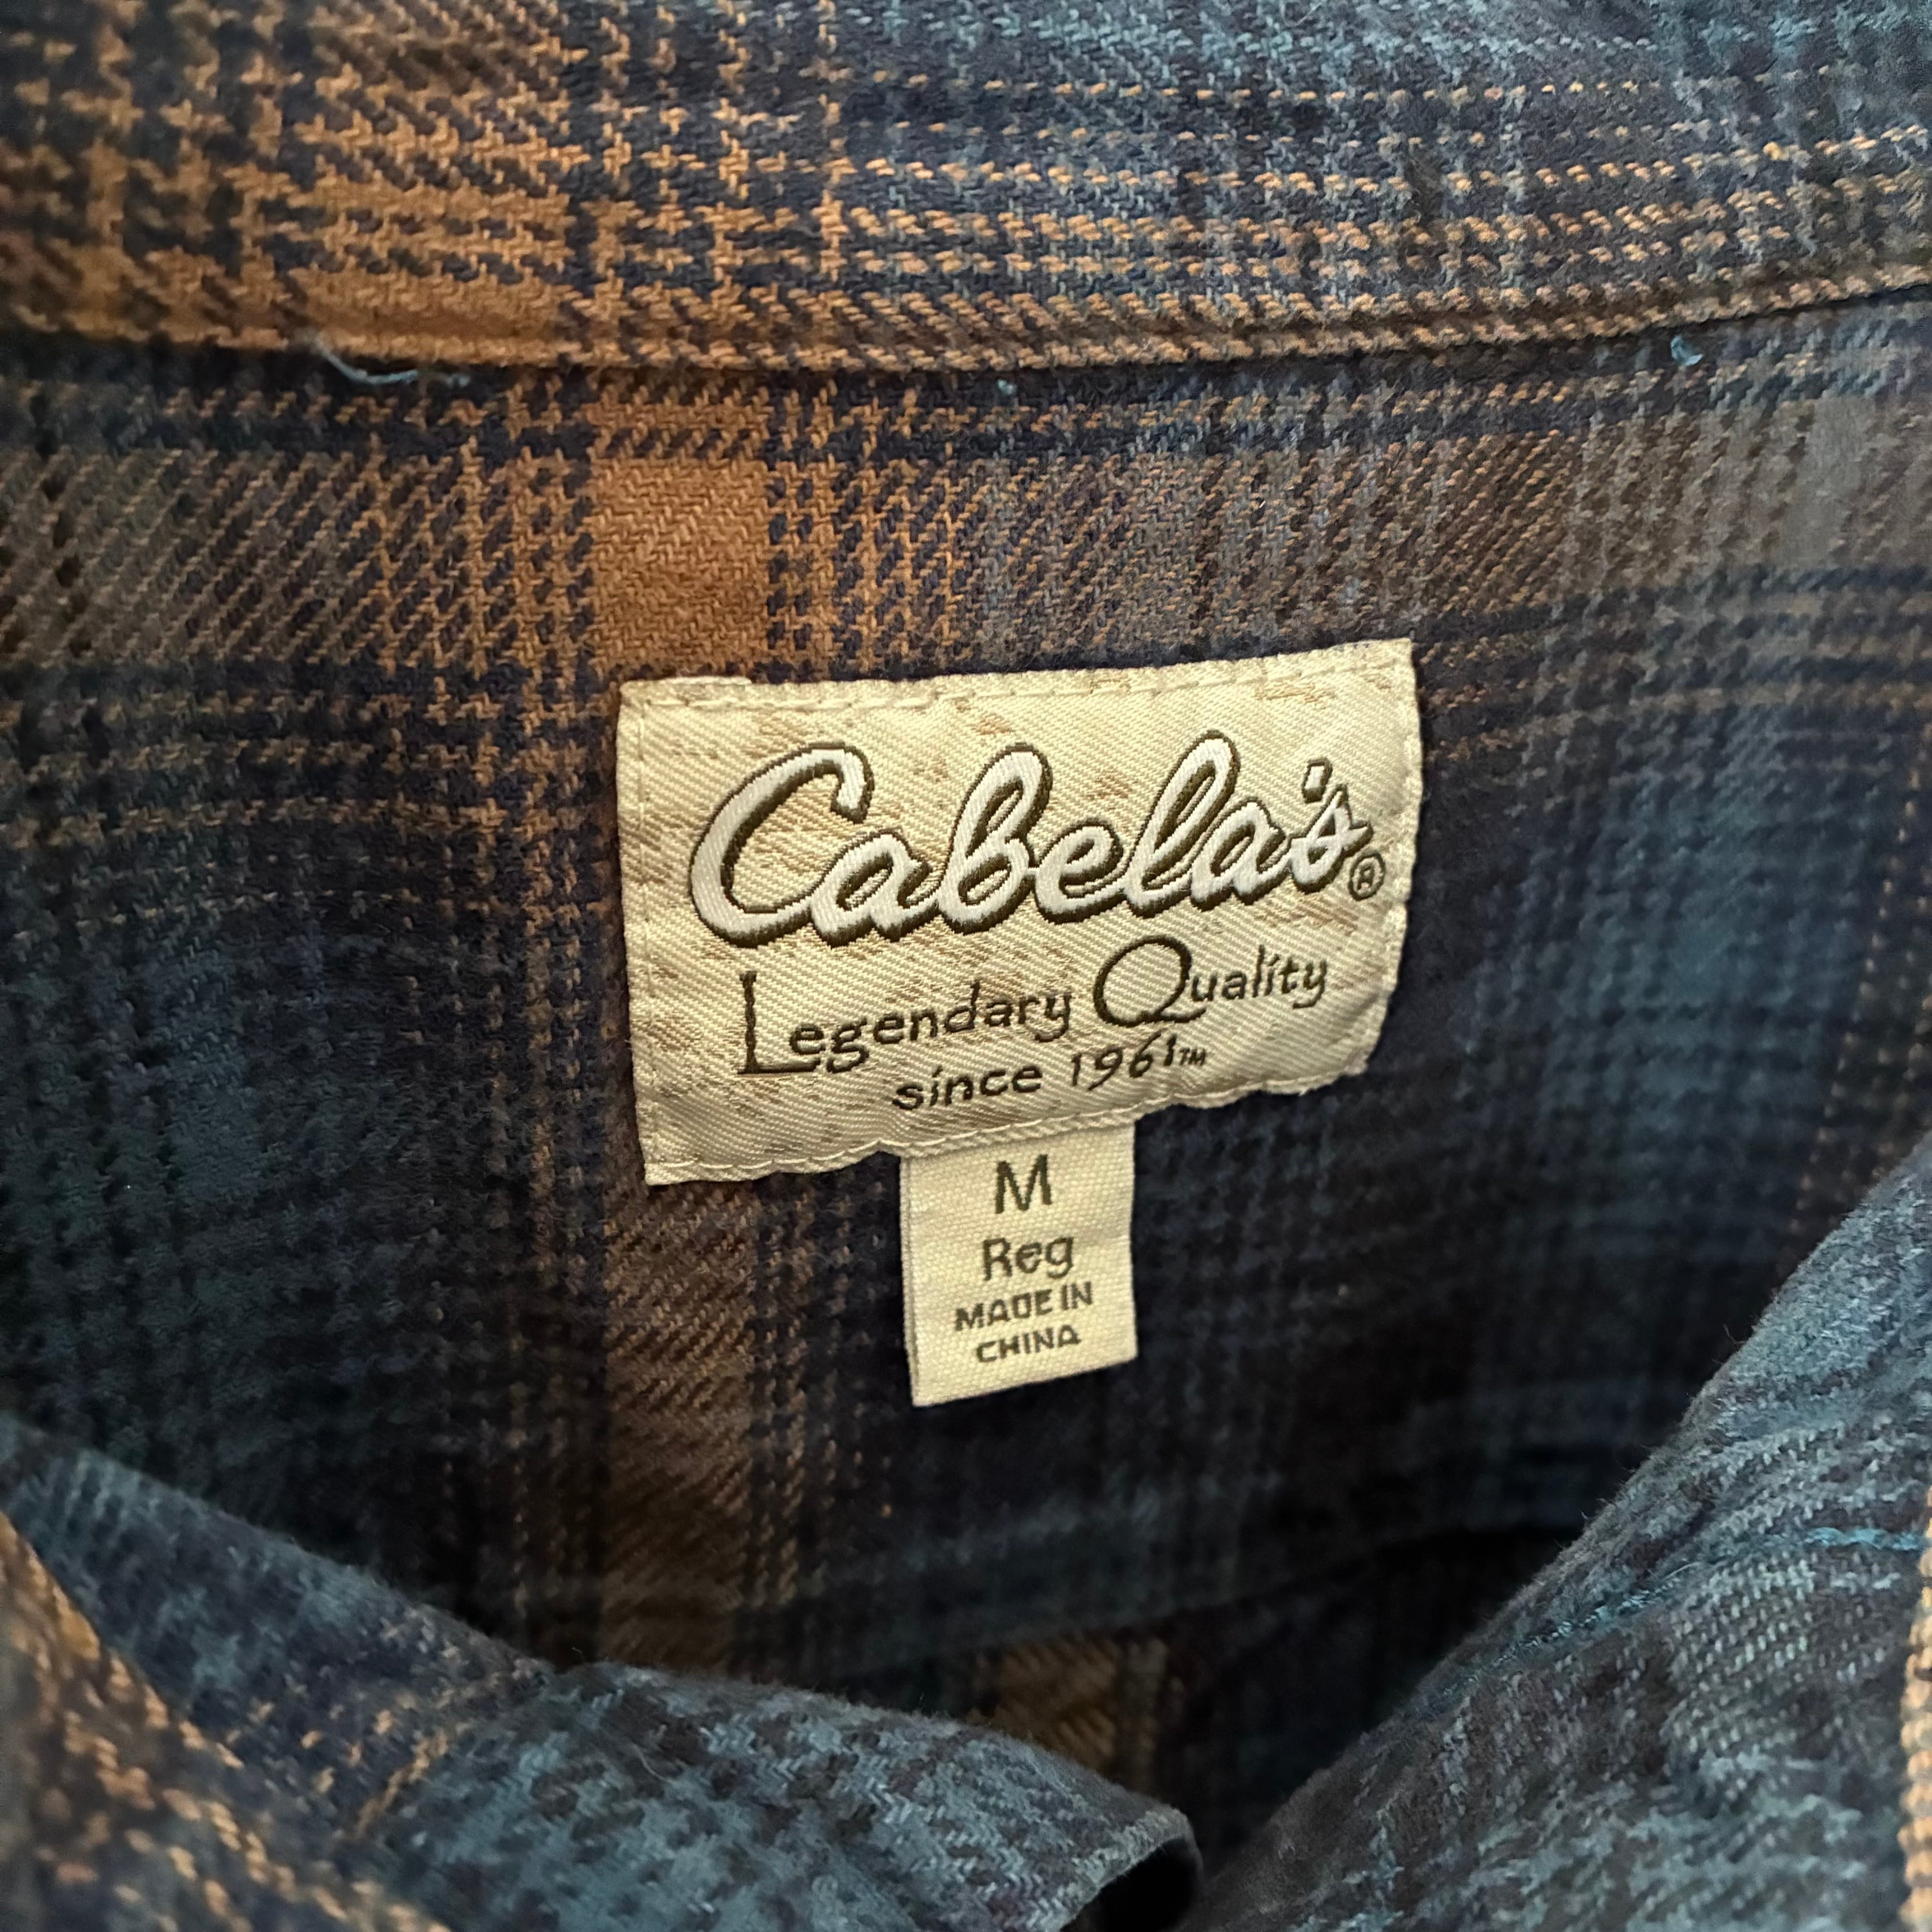 Cabela's®
Legendary Quality
since 1961™
M
Reg
MADE IN
CHINA